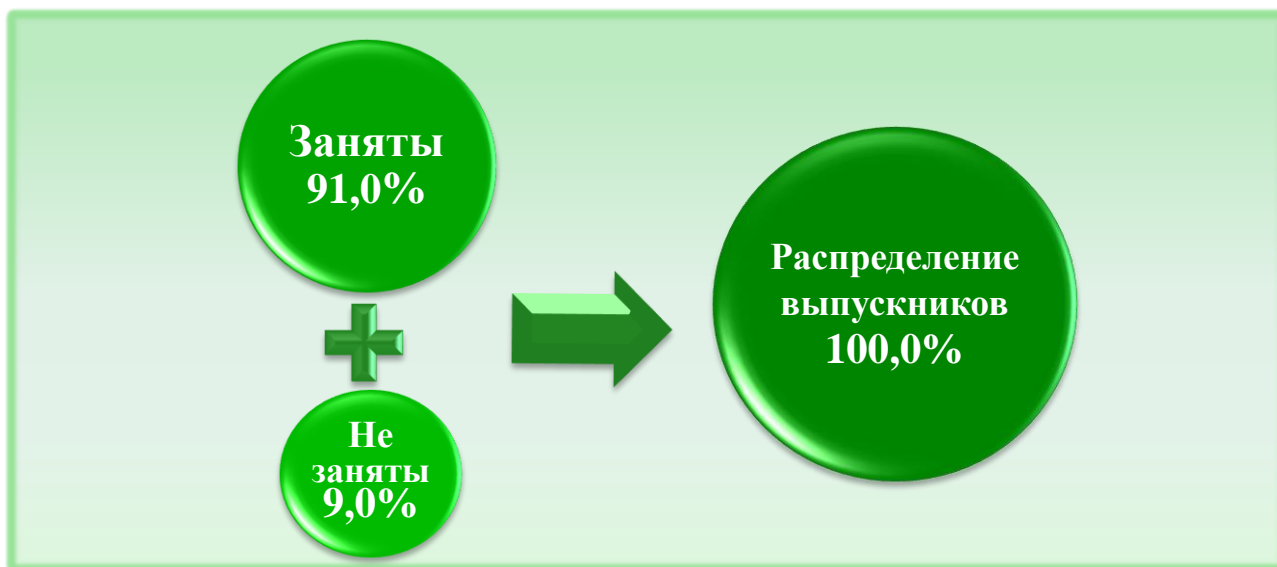 Заняты
91,0%
Не
заняты
9,0%
Распределение
выпускников
100,0%